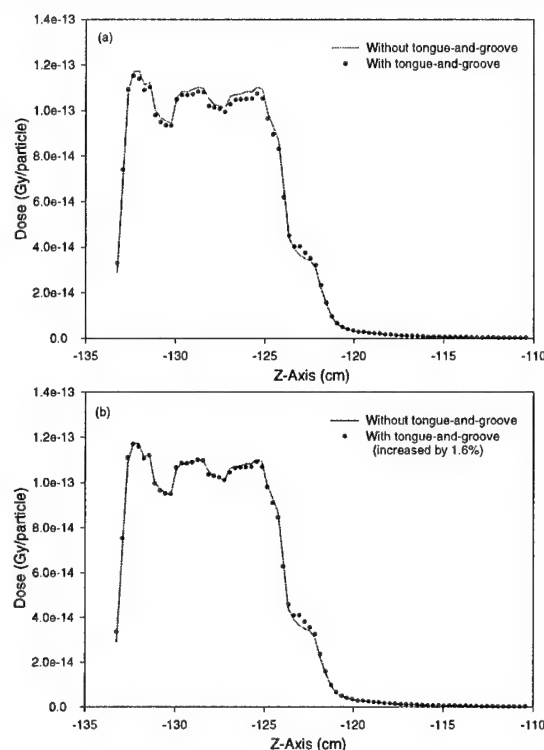 (a)
Without tongue-and-groove
With tongue-and-groove
Dose (Gy/particle)
1.4e-13
1.2e-13
1.0e-13
8.0e-14
6.0e-14
4.0e-14
2.0e-14
0.0
-135
-130
-125
-120
-115
-110
Z-Axis (cm)
(b)
Without tongue-and-groove
With tongue-and-groove
(increased by 1.6%)
Dose (Gy/particle)
1.4e-13
1.2e-13
1.0e-13
8.0e-14
6.0e-14
4.0e-14
2.0e-14
0.0
-135
-130
-125
-120
-115
-110
Z-Axis (cm)